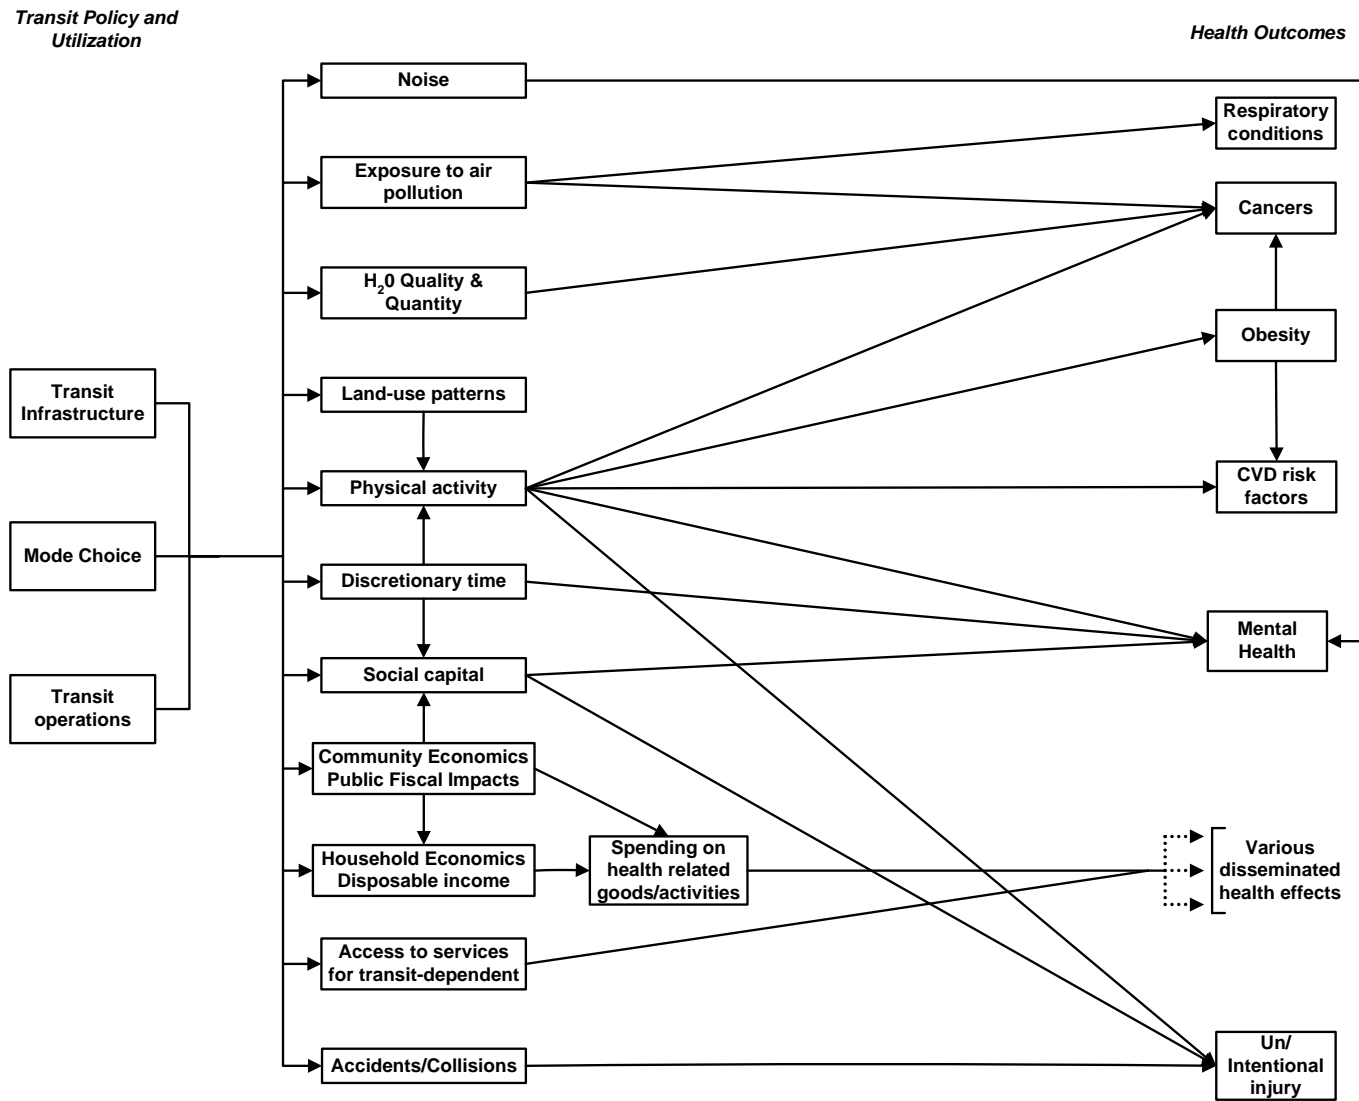 Transit Policy and
Utilization
Health Outcomes
Noise
Respiratory
conditions
Exposure to air
pollution
Cancers
H20 Quality &
Quantity
Obesity
Transit
Infrastructure
Land-use patterns
Physical activity
CVD risk
factors
Mode Choice
Discretionary time
Mental
Health
Social capital
Transit
operations
Community Economics
Public Fiscal Impacts
Household Economics
Disposable income
Spending on
health related
goods/activities
Various
disseminated
health effects
Access to services
for transit-dependent
Accidents/Collisions
Un/
Intentional
injury